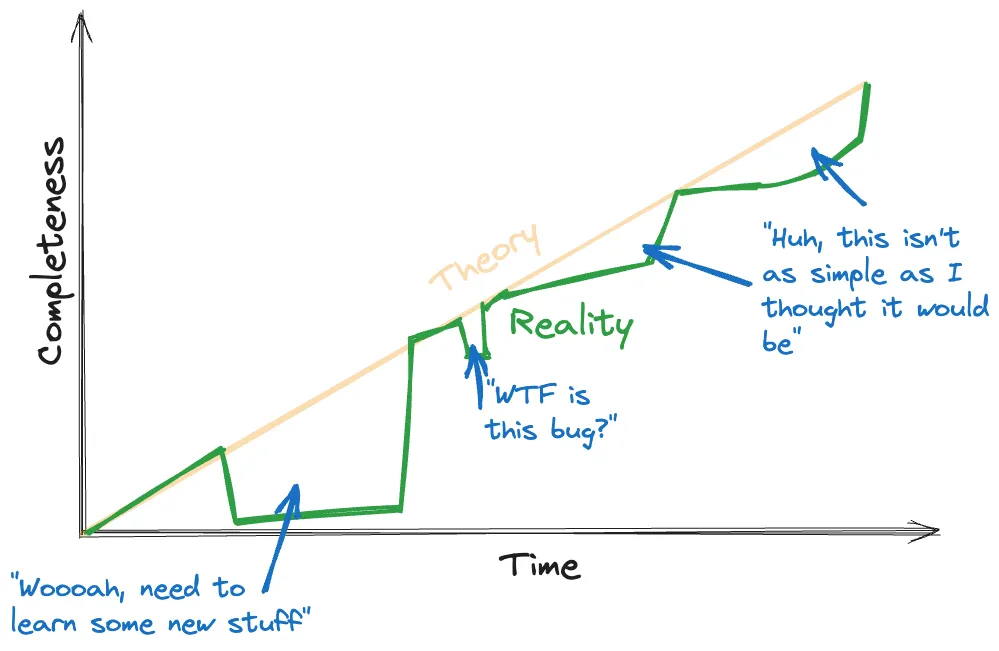 Completeness
Theory
Reality
"Huh, this isn't
as simple as I
thought it would
be"
"WTF is
this bug?"
Time
"Woooah, need to
learn some new stuff"